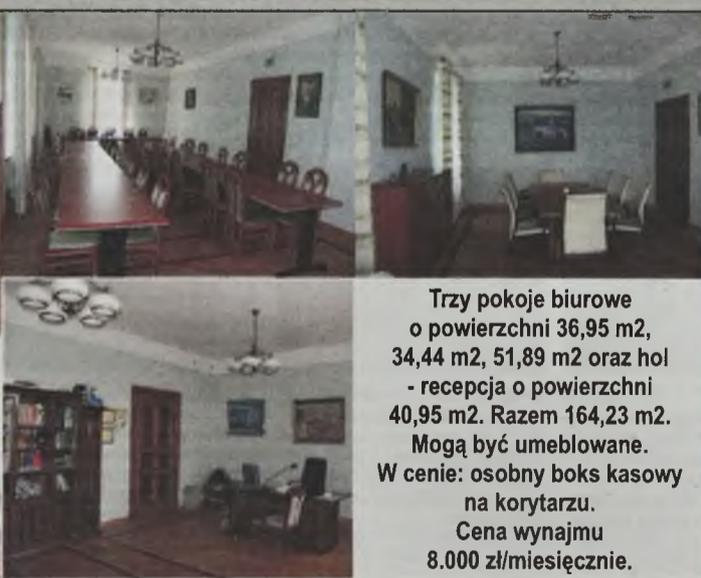 Trzy pokoje biurowe
o powierzchni 36,95 m2,
34,44 m2, 51,89 m2 oraz hol
- recepcja o powierzchni
40,95 m2. Razem 164,23 m2.
Mogą być umeblowane.
W cenie: osobny boks kasowy
na korytarzu.
Cena wynajmu
8.000 zł/miesięcznie.